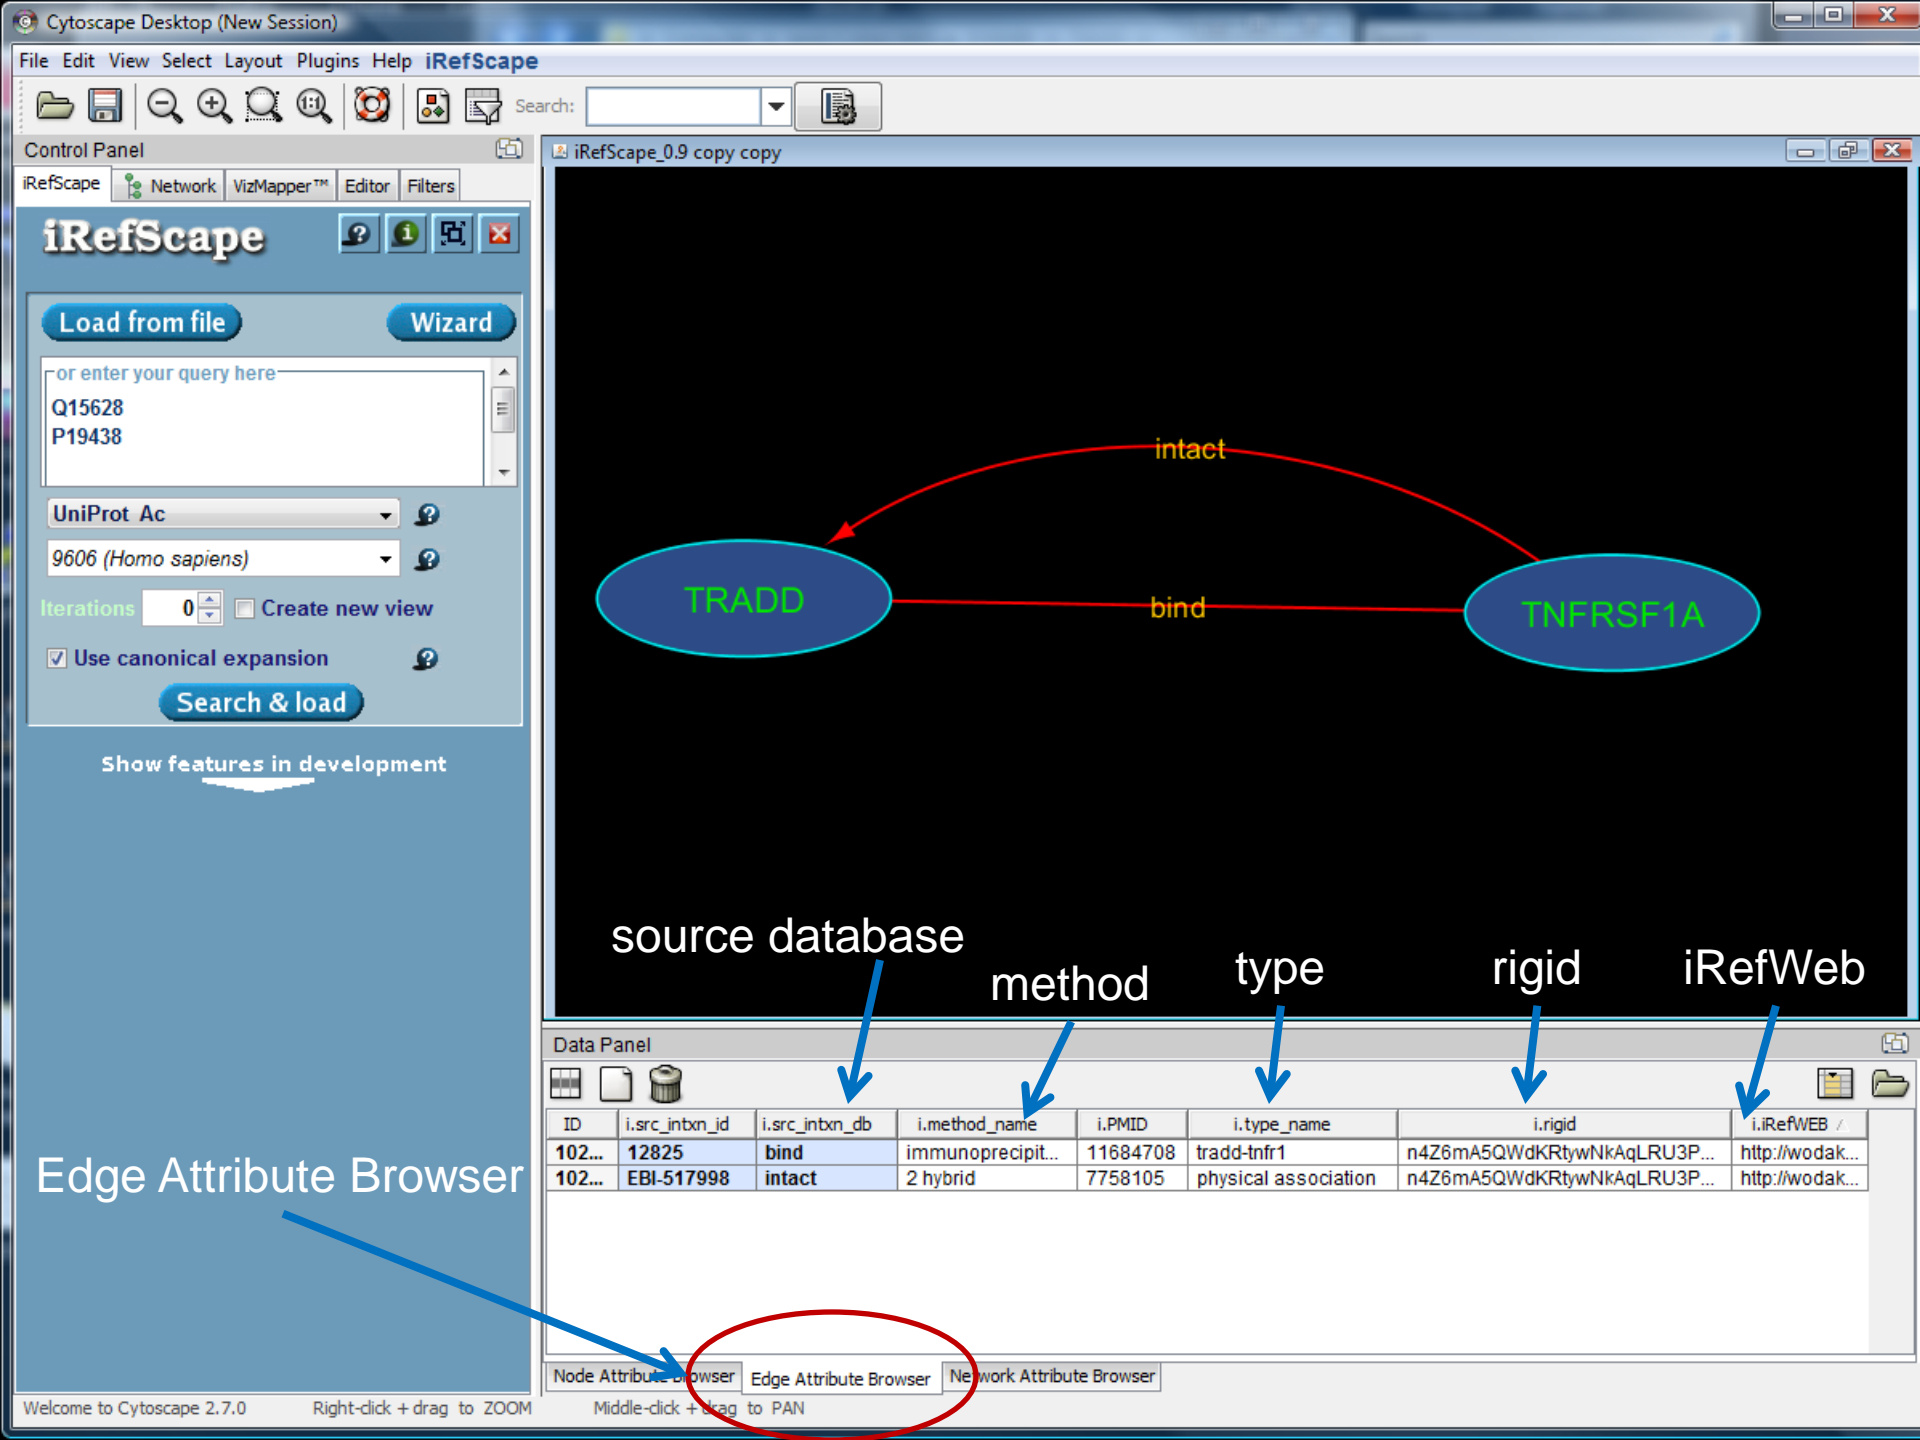 Cytoscape Desktop (New Session)
File Edit View Select Layout Plugins Help iRefScape
Search:
Control Panel
iRefScape Network VizMapper™ Editor Filters
iRefScape
Load from file Wizard
or enter your query here
Q15628
P19438
UniProt Ac
9606 (Homo sapiens)
Iterations 0 Create new view
Use canonical expansion
Search & load
Show features in development
iRefScape_0.9 copy copy
intact
TRADD
bind
TNFRSF1A
source database
method
type
rigid
iRefWeb
Data Panel
ID i.src_intxn_id i.src_intxn_db i.method_name i.PMID i.type_name i.rigid i.iRefWEB
102... 12825 bind immunoprecipit... 11684708 tradd-tnfr1 n4Z6mA5QWdKRtywNkAqLRU3P... http://wodak...
102... EBI-517998 intact 2 hybrid 7758105 physical association n4Z6mA5QWdKRtywNkAqLRU3P... http://wodak...
Edge Attribute Browser
Node Attribute Browser Edge Attribute Browser Network Attribute Browser
Welcome to Cytoscape 2.7.0 Right-click + drag to ZOOM Middle-click + drag to PAN